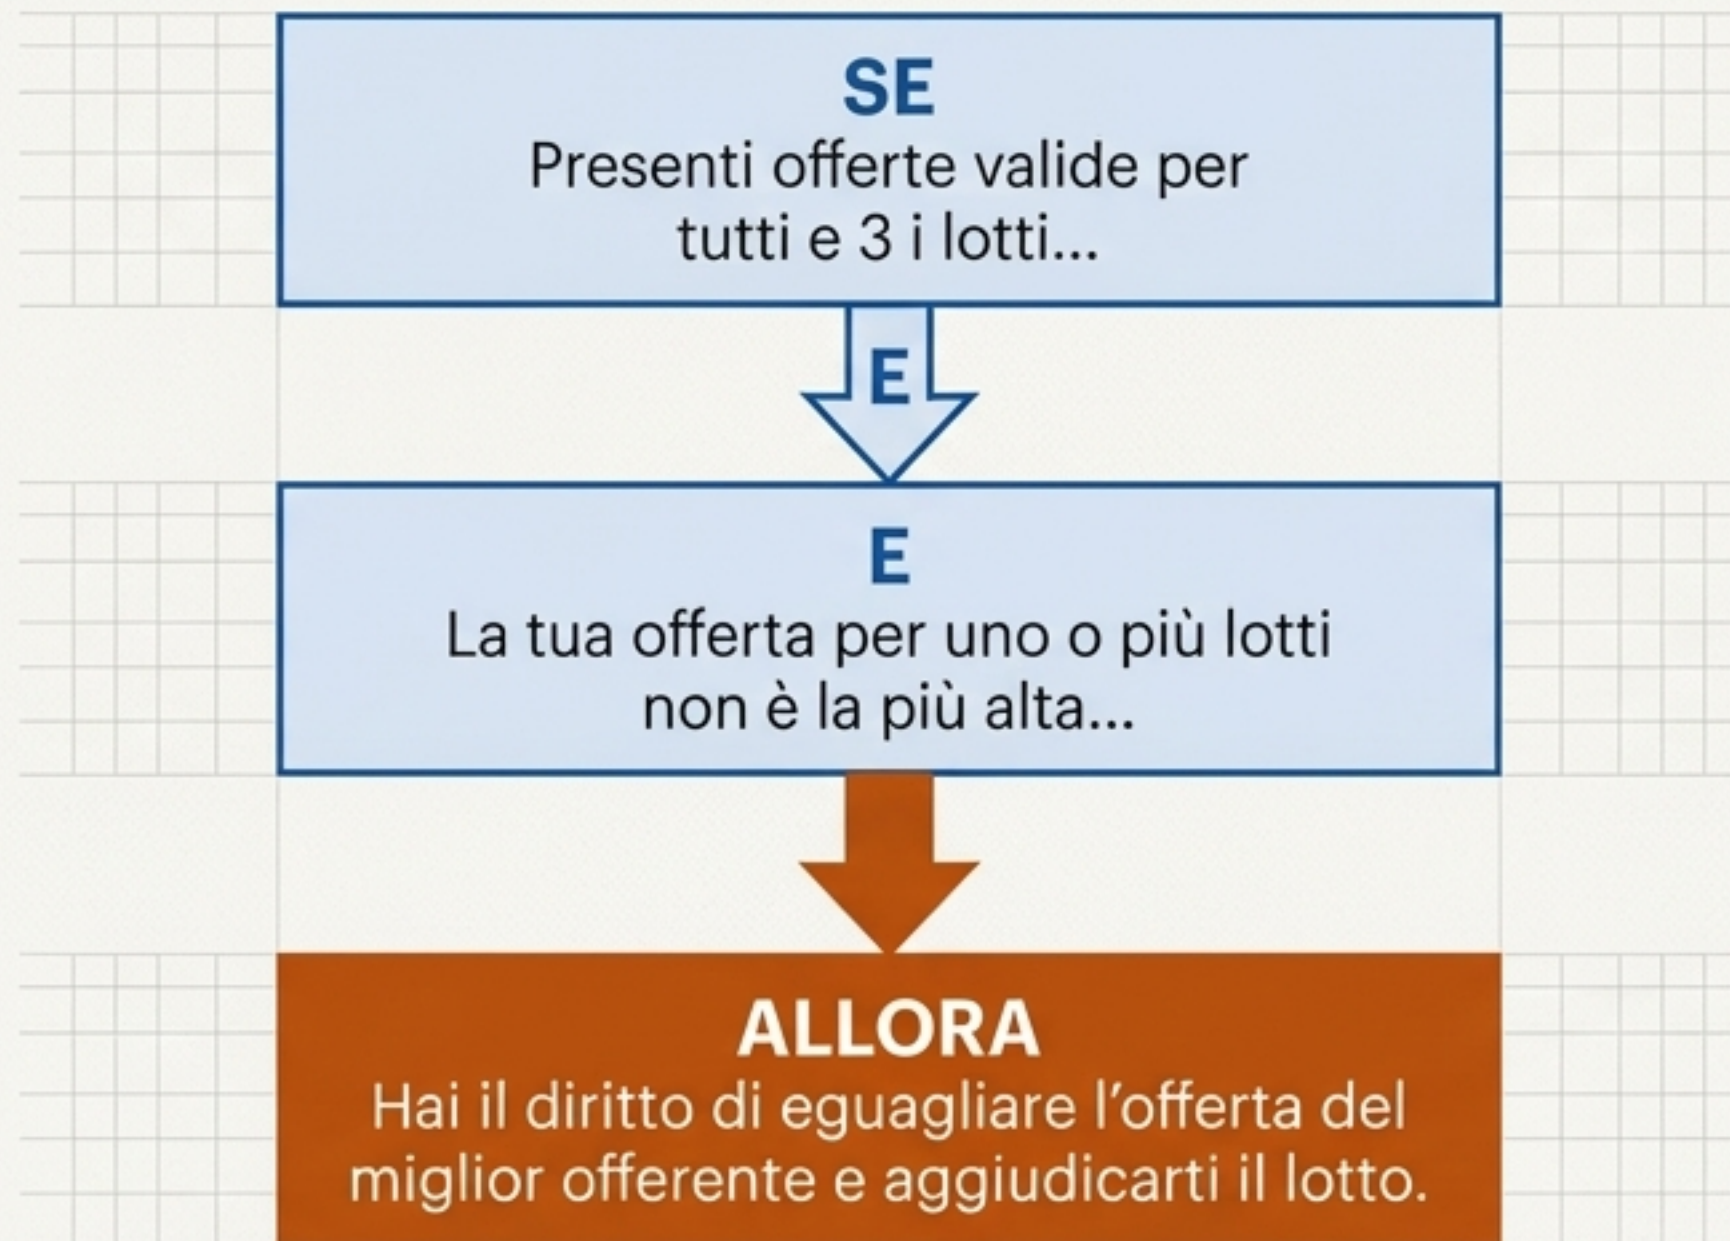 SE
Presenti offerte valide per
tutti e 3 i lotti...
E
E
La tua offerta per uno o più lotti
non è la più alta...
ALLORA
Hai il diritto di eguagliare l'offerta del
miglior offerente e aggiudicarti il lotto.